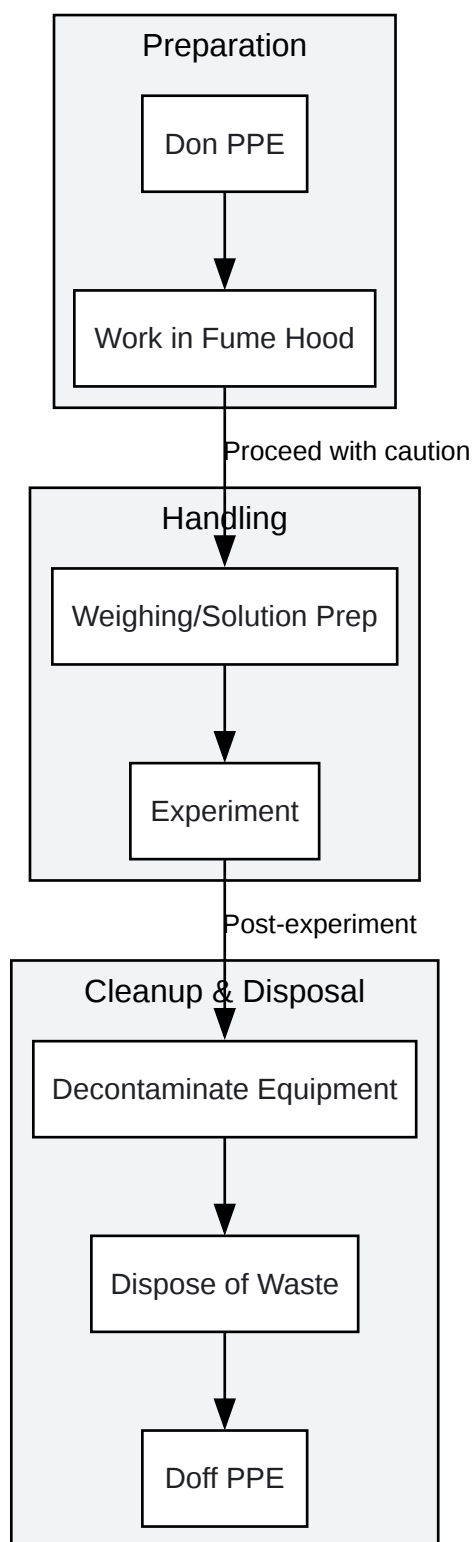 Preparation
Don PPE
Work in Fume Hood
Proceed with caution
Handling
Weighing/Solution Prep
Experiment
Post-experiment
Cleanup & Disposal
Decontaminate Equipment
Dispose of Waste
Doff PPE